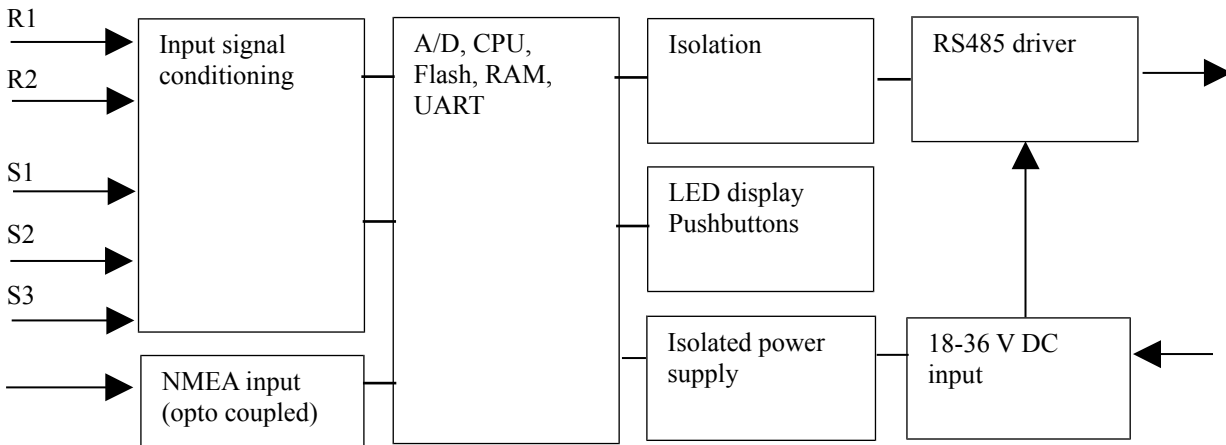 R1
R2
S1
S2
S3
Input signal
conditioning
NMEA input
(opto coupled)
A/D, CPU,
Flash, RAM,
UART
Isolation
LED display
Pushbuttons
Isolated power
supply
RS485 driver
18-36 V DC
input